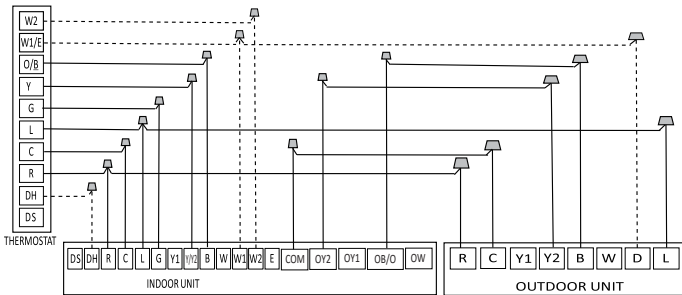 W2
W1/E
O/B
Y
G
L
C
R
DH
DS
THERMOSTAT
DS DH R C L G Y1 Y/Y2 B W W1 W2 E COM OY2 OY1 OB/O OW
INDOOR UNIT
R C Y1 Y2 B W D L
OUTDOOR UNIT